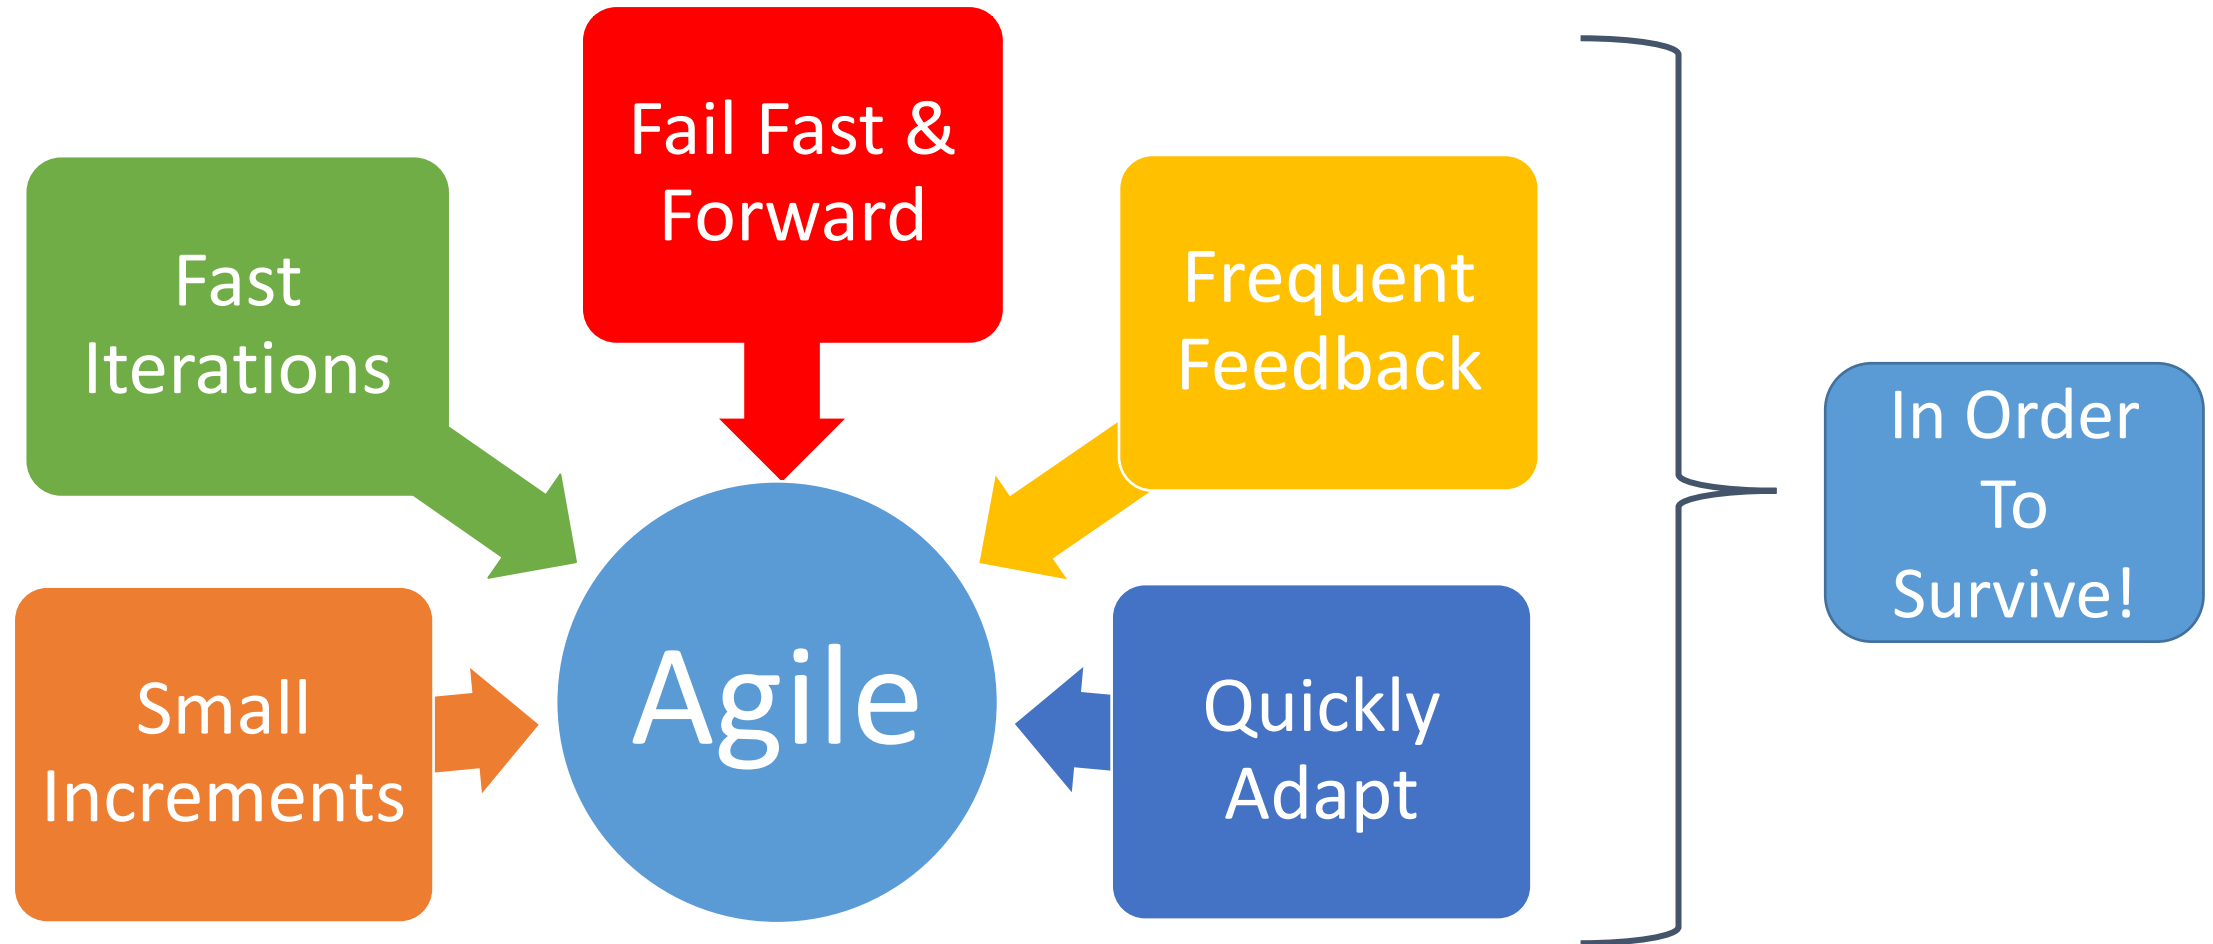 Small
Increments
Fast
Iterations
Fail Fast &
Forward
Frequent
Feedback
Quickly
Adapt
Agile
In Order
To
Survive!